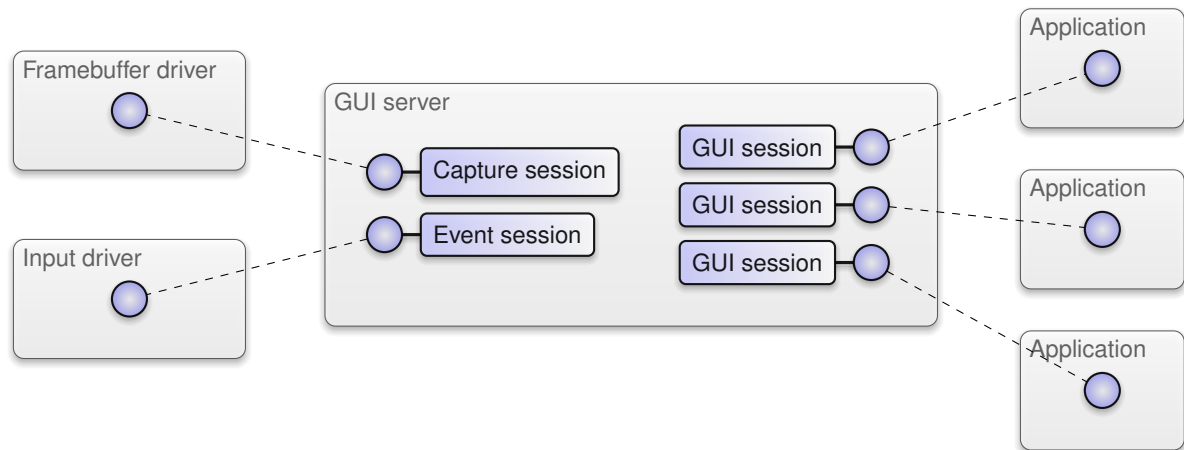 Framebuffer driver
Input driver
GUI server
Capture session
Event session
GUI session
GUI session
GUI session
Application
Application
Application